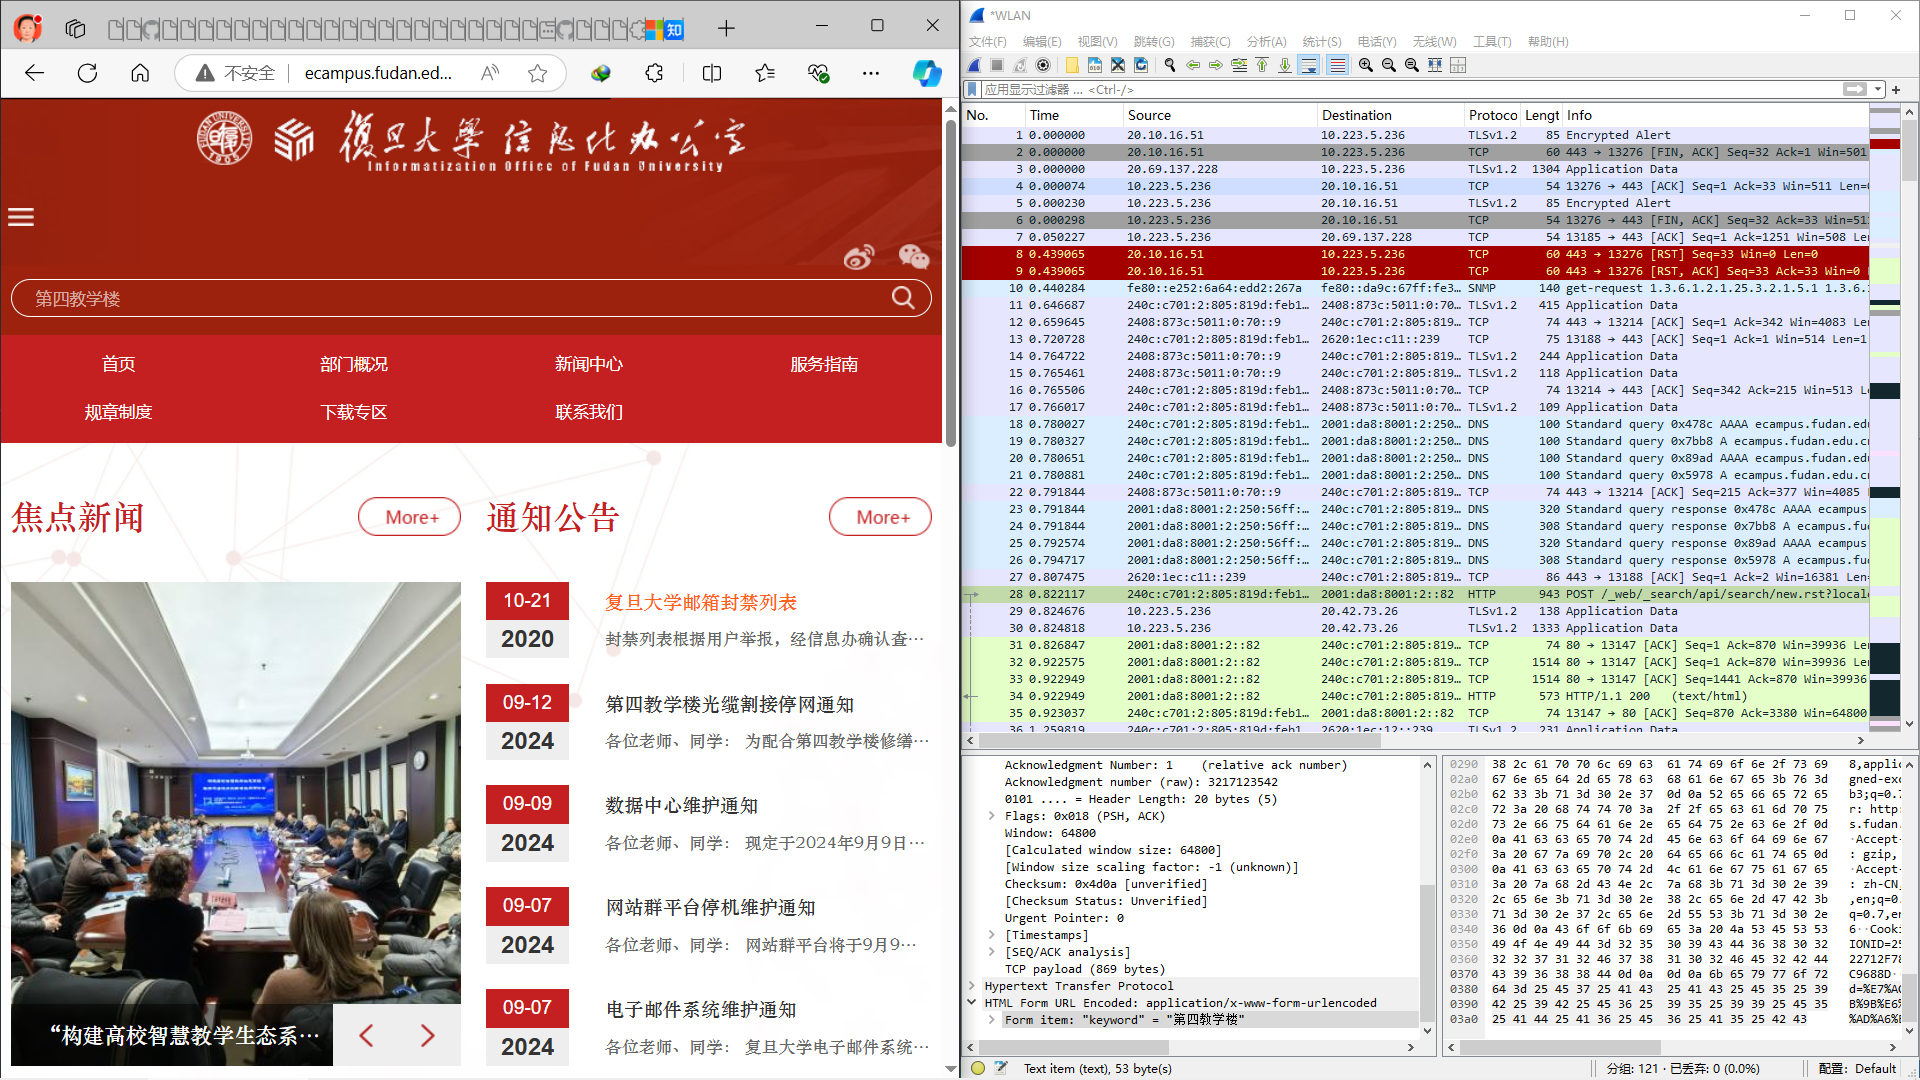 知
不安全
ecampus.fudan.ed...
復旦大學 信息化办公室
Informatization Office of Fudan University
第四教学楼
首页 部门概况 新闻中心 服务指南
规章制度 下载专区 联系我们
焦点新闻 More+
通知公告 More+
“构建高校智慧教学生态系···
10-21
2020
复旦大学邮箱封禁列表
封禁列表根据用户举报，经信息办确认查···
09-12
2024
第四教学楼光缆割接停网通知
各位老师、同学： 为配合第四教学楼修缮···
09-09
2024
数据中心维护通知
各位老师、同学： 现定于2024年9月9日···
09-07
2024
网站群平台停机维护通知
各位老师、同学： 网站群平台将于9月9···
09-07
2024
电子邮件系统维护通知
各位老师、同学： 复旦大学电子邮件系统···
*WLAN
文件(F) 编辑(E) 视图(V) 跳转(G) 捕获(C) 分析(A) 统计(S) 电话(Y) 无线(W) 工具(T) 帮助(H)
应用显示过滤器 … <Ctrl-/>
No. Time Source Destination Protoco Lengt Info
1 0.000000 20.10.16.51 10.223.5.236 TLSv1.2 85 Encrypted Alert
2 0.000000 20.10.16.51 10.223.5.236 TCP 60 443 → 13276 [FIN, ACK] Seq=32 Ack=1 Win=501
3 0.000000 20.69.137.228 10.223.5.236 TLSv1.2 1304 Application Data
4 0.000074 10.223.5.236 20.10.16.51 TCP 54 13276 → 443 [ACK] Seq=1 Ack=33 Win=511 Len=
5 0.000230 10.223.5.236 20.10.16.51 TLSv1.2 85 Encrypted Alert
6 0.000298 10.223.5.236 20.10.16.51 TCP 54 13276 → 443 [FIN, ACK] Seq=32 Ack=33 Win=51
7 0.050227 10.223.5.236 20.69.137.228 TCP 54 13185 → 443 [ACK] Seq=1 Ack=1251 Win=508 Le
8 0.439065 20.10.16.51 10.223.5.236 TCP 60 443 → 13276 [RST] Seq=33 Win=0 Len=0
9 0.439065 20.10.16.51 10.223.5.236 TCP 60 443 → 13276 [RST, ACK] Seq=33 Ack=33 Win=0
10 0.440284 fe80::e252:6a64:edd2:267a fe80::da9c:67ff:fe3… SNMP 140 get-request 1.3.6.1.2.1.25.3.2.1.5.1 1.3.6.
11 0.646687 240c:c701:2:805:819d:feb1… 2408:873c:5011:0:70… TLSv1.2 415 Application Data
12 0.659645 2408:873c:5011:0:70::9 240c:c701:2:805:819… TCP 74 443 → 13214 [ACK] Seq=1 Ack=342 Win=4083 Le
13 0.720728 240c:c701:2:805:819d:feb1… 2620:1ec:c11::239 TCP 75 13188 → 443 [ACK] Seq=1 Ack=1 Win=514 Len=1
14 0.764722 2408:873c:5011:0:70::9 240c:c701:2:805:819… TLSv1.2 244 Application Data
15 0.765461 2408:873c:5011:0:70::9 240c:c701:2:805:819… TLSv1.2 118 Application Data
16 0.765506 240c:c701:2:805:819d:feb1… 2408:873c:5011:0:70… TCP 74 13214 → 443 [ACK] Seq=342 Ack=215 Win=513 L
17 0.766017 240c:c701:2:805:819d:feb1… 2408:873c:5011:0:70… TLSv1.2 109 Application Data
18 0.780027 240c:c701:2:805:819d:feb1… 2001:da8:8001:2:250… DNS 100 Standard query 0x478c AAAA ecampus.fudan.ed
19 0.780327 240c:c701:2:805:819d:feb1… 2001:da8:8001:2:250… DNS 100 Standard query 0x7bb8 A ecampus.fudan.edu.c
20 0.780651 240c:c701:2:805:819d:feb1… 2001:da8:8001:2:250… DNS 100 Standard query 0x89ad AAAA ecampus.fudan.ed
21 0.780881 240c:c701:2:805:819d:feb1… 2001:da8:8001:2:250… DNS 100 Standard query 0x5978 A ecampus.fudan.edu.c
22 0.791844 2408:873c:5011:0:70::9 240c:c701:2:805:819… TCP 74 443 → 13214 [ACK] Seq=215 Ack=377 Win=4085
23 0.791844 2001:da8:8001:2:250:56ff:… 240c:c701:2:805:819… DNS 320 Standard query response 0x478c AAAA ecampus
24 0.791844 2001:da8:8001:2:250:56ff:… 240c:c701:2:805:819… DNS 308 Standard query response 0x7bb8 A ecampus.fu
25 0.792574 2001:da8:8001:2:250:56ff:… 240c:c701:2:805:819… DNS 320 Standard query response 0x89ad AAAA ecampus
26 0.794717 2001:da8:8001:2:250:56ff:… 240c:c701:2:805:819… DNS 308 Standard query response 0x5978 A ecampus.fu
27 0.807475 2620:1ec:c11::239 240c:c701:2:805:819… TCP 86 443 → 13188 [ACK] Seq=1 Ack=2 Win=16381 Len=
28 0.822117 240c:c701:2:805:819d:feb1… 2001:da8:8001:2::82 HTTP 943 POST /_web/_search/api/search/new.rst?local
29 0.824676 10.223.5.236 20.42.73.26 TLSv1.2 138 Application Data
30 0.824818 10.223.5.236 20.42.73.26 TLSv1.2 1333 Application Data
31 0.826847 2001:da8:8001:2::82 240c:c701:2:805:819… TCP 74 80 → 13147 [ACK] Seq=1 Ack=870 Win=39936 Le
32 0.922575 2001:da8:8001:2::82 240c:c701:2:805:819… TCP 1514 80 → 13147 [ACK] Seq=1 Ack=870 Win=39936 Le
33 0.922949 2001:da8:8001:2::82 240c:c701:2:805:819… TCP 1514 80 → 13147 [ACK] Seq=1441 Ack=870 Win=39936
34 0.922949 2001:da8:8001:2::82 240c:c701:2:805:819… HTTP 573 HTTP/1.1 200 (text/html)
35 0.923037 240c:c701:2:805:819d:feb1… 2001:da8:8001:2::82 TCP 74 13147 → 80 [ACK] Seq=870 Ack=3380 Win=64800
36 1.259819 240c:c701:2:805:819d:feb1… 2620:1ec:12::239 TLSv1.2 231 Application Data
Acknowledgment Number: 1 (relative ack number)
Acknowledgment number (raw): 3217123542
0101 .... = Header Length: 20 bytes (5)
Flags: 0x018 (PSH, ACK)
Window: 64800
[Calculated window size: 64800]
[Window size scaling factor: -1 (unknown)]
Checksum: 0x4d0a [unverified]
[Checksum Status: Unverified]
Urgent Pointer: 0
[Timestamps]
[SEQ/ACK analysis]
TCP payload (869 bytes)
Hypertext Transfer Protocol
HTML Form URL Encoded: application/x-www-form-urlencoded
Form item: "keyword" = "第四教学楼"
0290 38 2c 61 70 70 6c 69 63 61 74 69 6f 6e 2f 73 69 8,applic
02a0 67 6e 65 64 2d 65 78 63 68 61 6e 67 65 3b 76 3d gned-exc
02b0 62 33 3b 71 3d 30 2e 37 0d 0a 52 65 66 65 72 65 b3;q=0.7
02c0 72 3a 20 68 74 74 70 3a 2f 2f 65 63 61 6d 70 75 r: http:
02d0 73 2e 66 75 64 61 6e 2e 65 64 75 2e 63 6e 2f 0d s.fudan.
02e0 0a 41 63 63 65 70 74 2d 45 6e 63 6f 64 69 6e 67 ·Accept-
02f0 3a 20 67 7a 69 70 2c 20 64 65 66 6c 61 74 65 0d : gzip,
0300 0a 41 63 63 65 70 74 2d 4c 61 6e 67 75 61 67 65 ·Accept-
0310 3a 20 7a 68 2d 43 4e 2c 7a 68 3b 71 3d 30 2e 39 : zh-CN,
0320 2c 65 6e 3b 71 3d 30 2e 38 2c 65 6e 2d 47 42 3b ,en;q=0.
0330 71 3d 30 2e 37 2c 65 6e 2d 55 53 3b 71 3d 30 2e q=0.7,en
0340 36 0d 0a 43 6f 6f 6b 69 65 3a 20 4a 53 45 53 53 6··Cooki
0350 49 4f 4e 49 44 3d 32 35 30 39 43 44 36 38 30 32 IONID=25
0360 32 32 37 31 32 46 37 38 31 30 32 46 45 32 42 44 22712F78
0370 43 39 36 38 38 44 0d 0a 0d 0a 6b 65 79 77 6f 72 C9688D··
0380 64 3d 25 45 37 25 41 43 25 41 43 25 45 35 25 39 d=%E7%AC
0390 42 25 39 42 25 45 36 25 39 35 25 39 39 25 45 35 B%9B%E6%
03a0 25 41 44 25 41 36 25 45 36 25 41 35 25 42 43 %AD%A6%E
Text item (text), 53 byte(s)
分组: 121 · 已丢弃: 0 (0.0%)
配置: Default